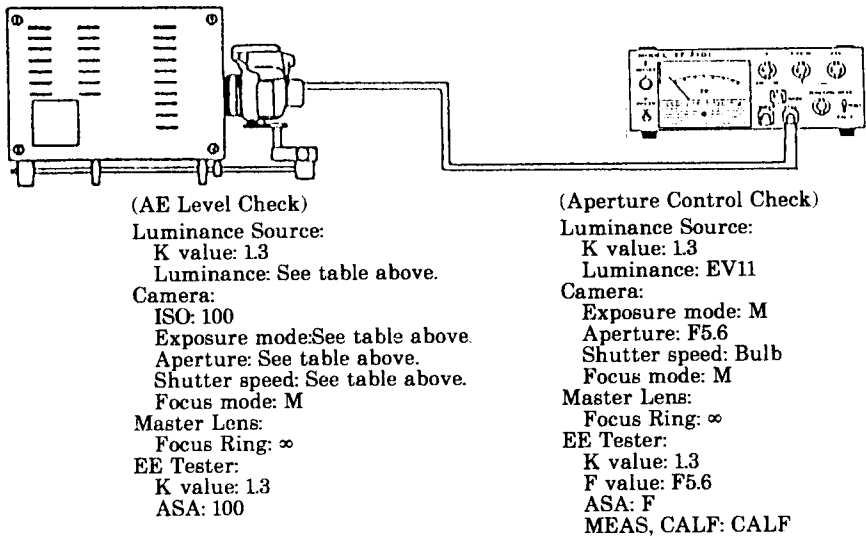 (AE Level Check)
Luminance Source:
K value: 1.3
Luminance: See table above.
Camera:
ISO: 100
Exposure mode:See table above.
Aperture: See table above.
Shutter speed: See table above.
Focus mode: M
Master Lens:
Focus Ring: ∞
EE Tester:
K value: 1.3
ASA: 100
(Aperture Control Check)
Luminance Source:
K value: 1.3
Luminance: EV11
Camera:
Exposure mode: M
Aperture: F5.6
Shutter speed: Bulb
Focus mode: M
Master Lens:
Focus Ring: ∞
EE Tester:
K value: 1.3
F value: F5.6
ASA: F
MEAS, CALF: CALF